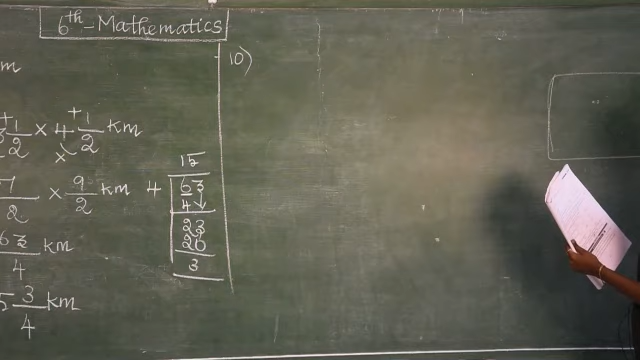 6th - Mathematics
10)
m
3 1/2 × 4 1/2 km
7/2 × 9/2 km
63/4 km
15 3/4 km
15
4 63
4↓
23
20
3